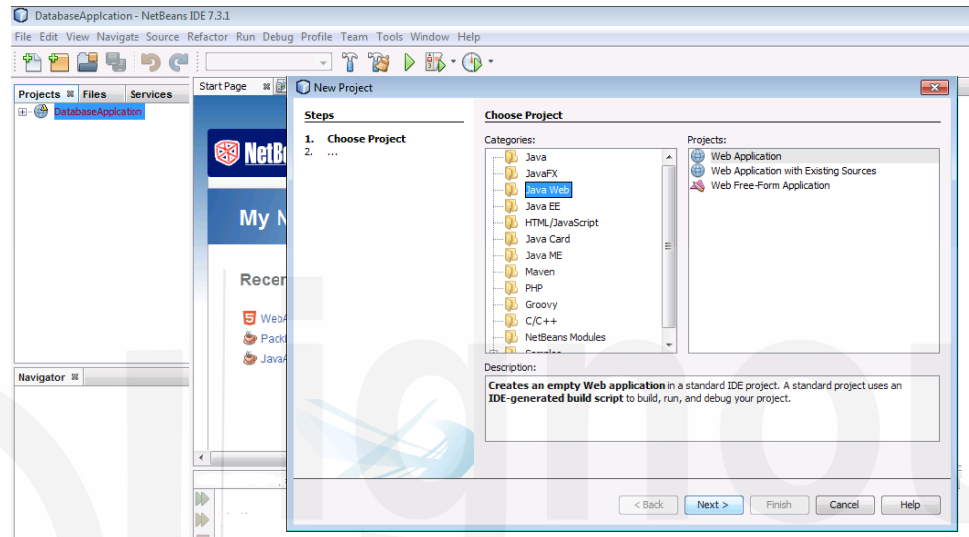 DatabaseApplcation - NetBeans IDE 7.3.1
File Edit View Navigate Source Refactor Run Debug Profile Team Tools Window Help
Projects Files Services
DatabaseApplcation
Start Page
NetB
My N
Recen
Web
Pack
Java
Navigator
New Project
Steps
1. Choose Project
2. ...
Choose Project
Categories:
Java
JavaFX
Java Web
Java EE
HTML/JavaScript
Java Card
Java ME
Maven
PHP
Groovy
C/C++
NetBeans Modules
Samples
Projects:
Web Application
Web Application with Existing Sources
Web Free-Form Application
Description:
Creates an empty Web application in a standard IDE project. A standard project uses an
IDE-generated build script to build, run, and debug your project.
< Back Next > Finish Cancel Help
ignou